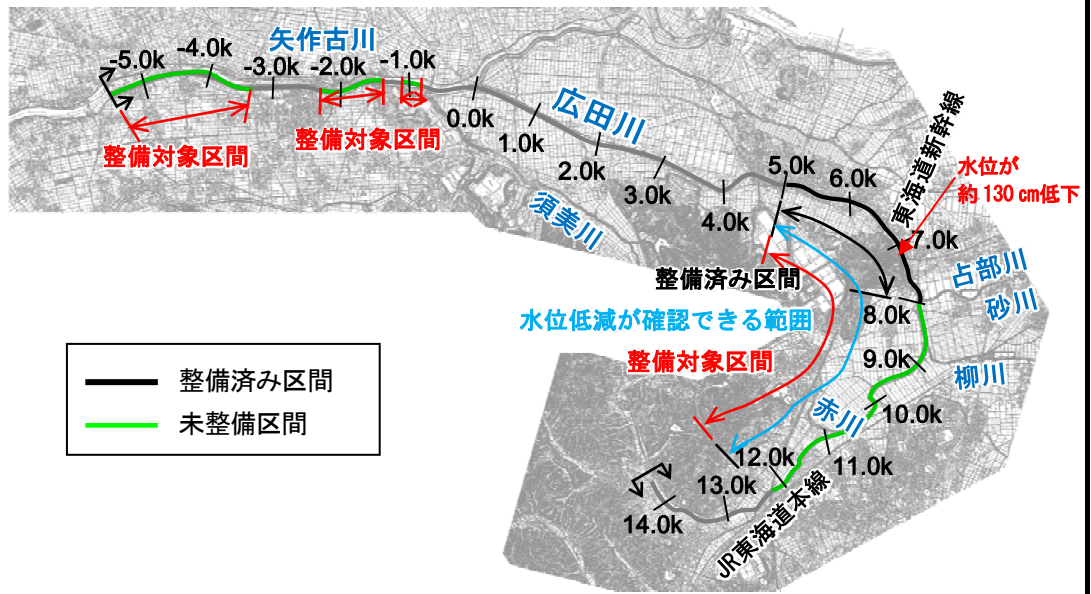 矢作古川
-5.0k
-4.0k
-3.0k
-2.0k
-1.0k
0.0k
整備対象区間
整備対象区間
広田川
1.0k
2.0k
3.0k
4.0k
5.0k
6.0k
東海道新幹線
水位が
約130㎝低下
7.0k
須美川
占部川
砂川
整備済み区間
8.0k
水位低減が確認できる範囲
整備対象区間
9.0k
柳川
10.0k
赤川
11.0k
12.0k
13.0k
14.0k
JR東海道本線
整備済み区間
未整備区間